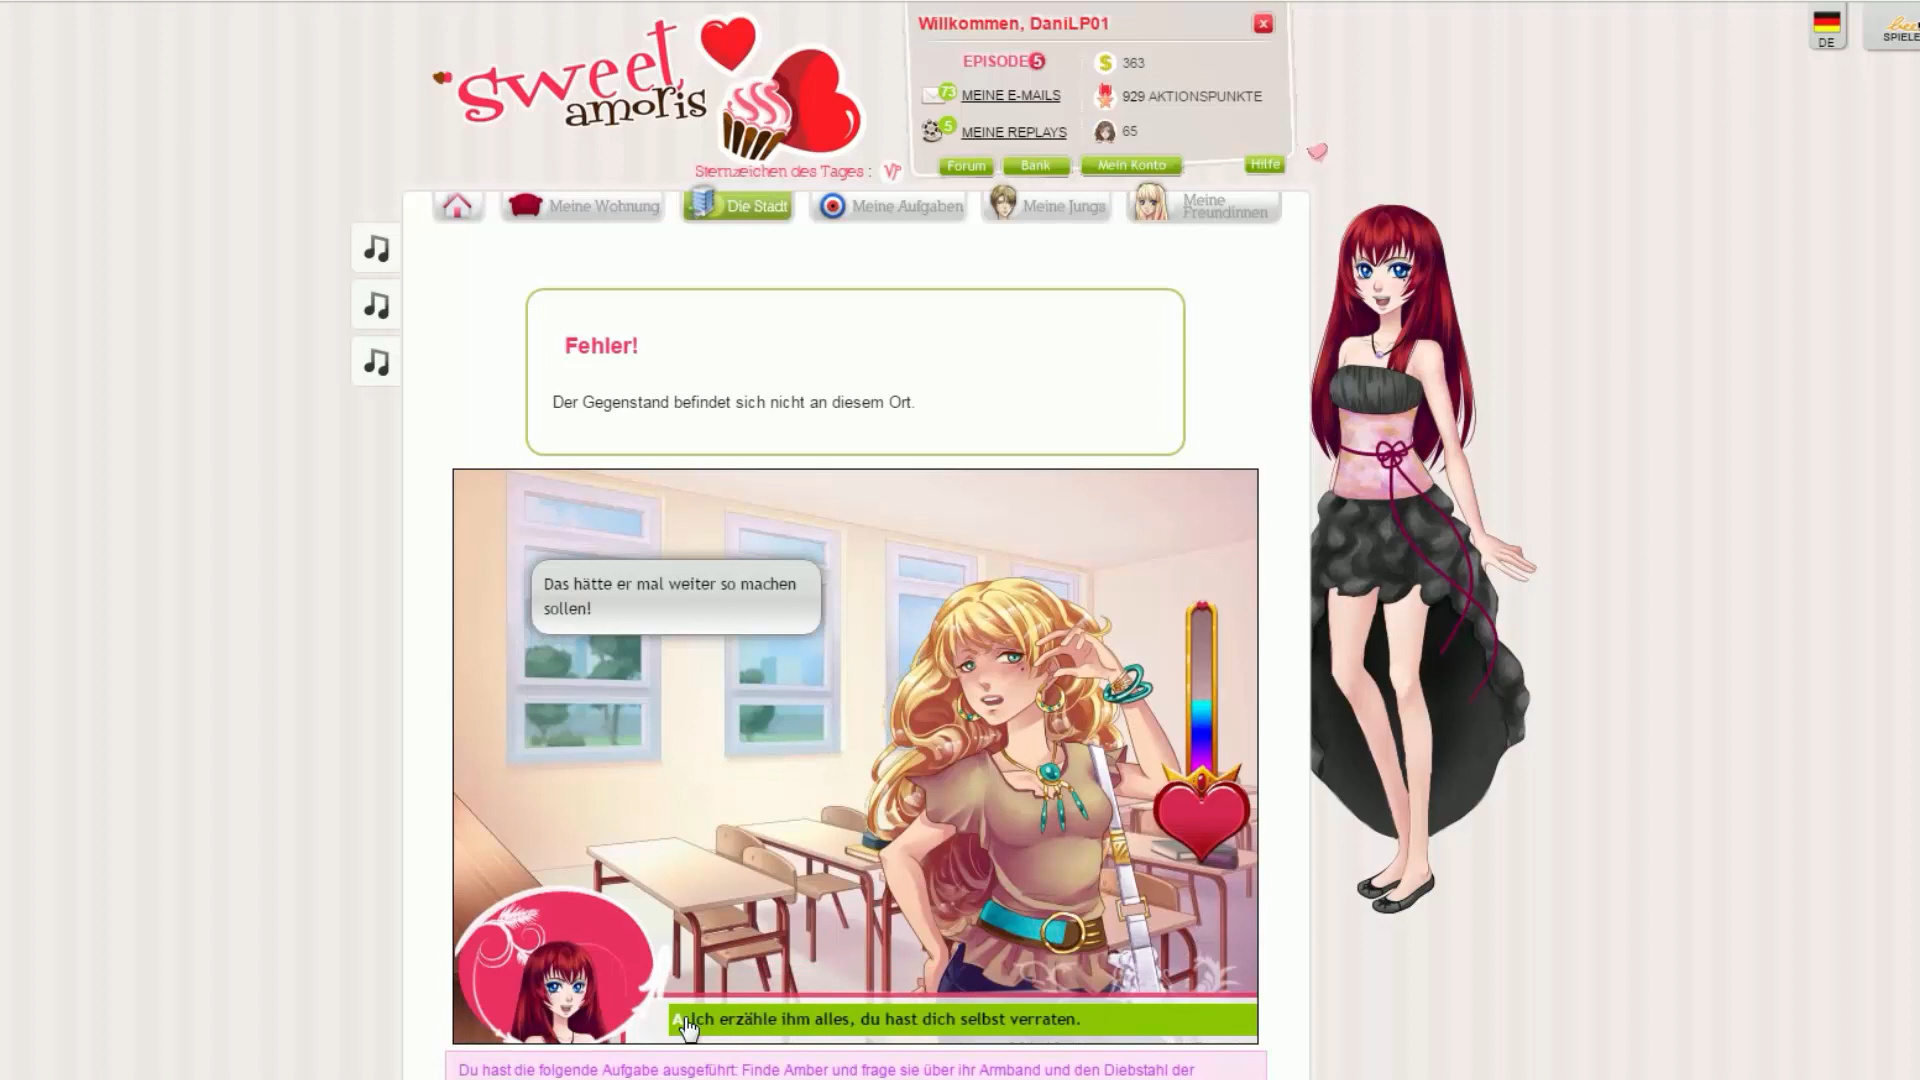 sweet
amoris
Sternzeichen des Tages :
Willkommen, DaniLP01
x
EPISODE 5
$ 363
73 MEINE E-MAILS
929 AKTIONSPUNKTE
5 MEINE REPLAYS
65
Forum
Bank
Mein Konto
Hilfe
DE
SPIELE
Meine Wohnung
Die Stadt
Meine Aufgaben
Meine Jungs
Meine
Freundinnen
Fehler!
Der Gegenstand befindet sich nicht an diesem Ort.
Das hätte er mal weiter so machen
sollen!
Ich erzähle ihm alles, du hast dich selbst verraten.
Du hast die folgende Aufgabe ausgeführt: Finde Amber und frage sie über ihr Armband und den Diebstahl der